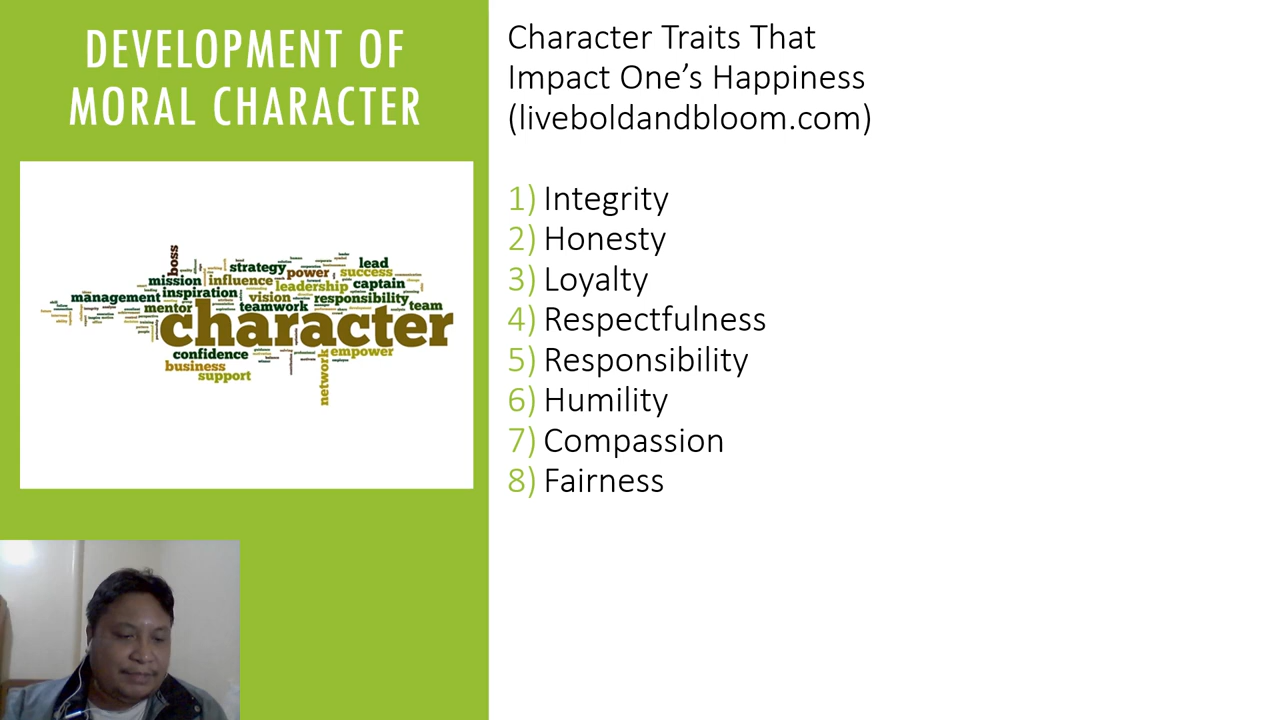 DEVELOPMENT OF
MORAL CHARACTER
Character Traits That
Impact One’s Happiness
(liveboldandbloom.com)
1) Integrity
2) Honesty
3) Loyalty
4) Respectfulness
5) Responsibility
6) Humility
7) Compassion
8) Fairness
boss
strategy
lead
mission
influence
power
success
leadership
captain
management
inspiration
vision
responsibility
mentor
teamwork
team
character
confidence
empower
business
support
network